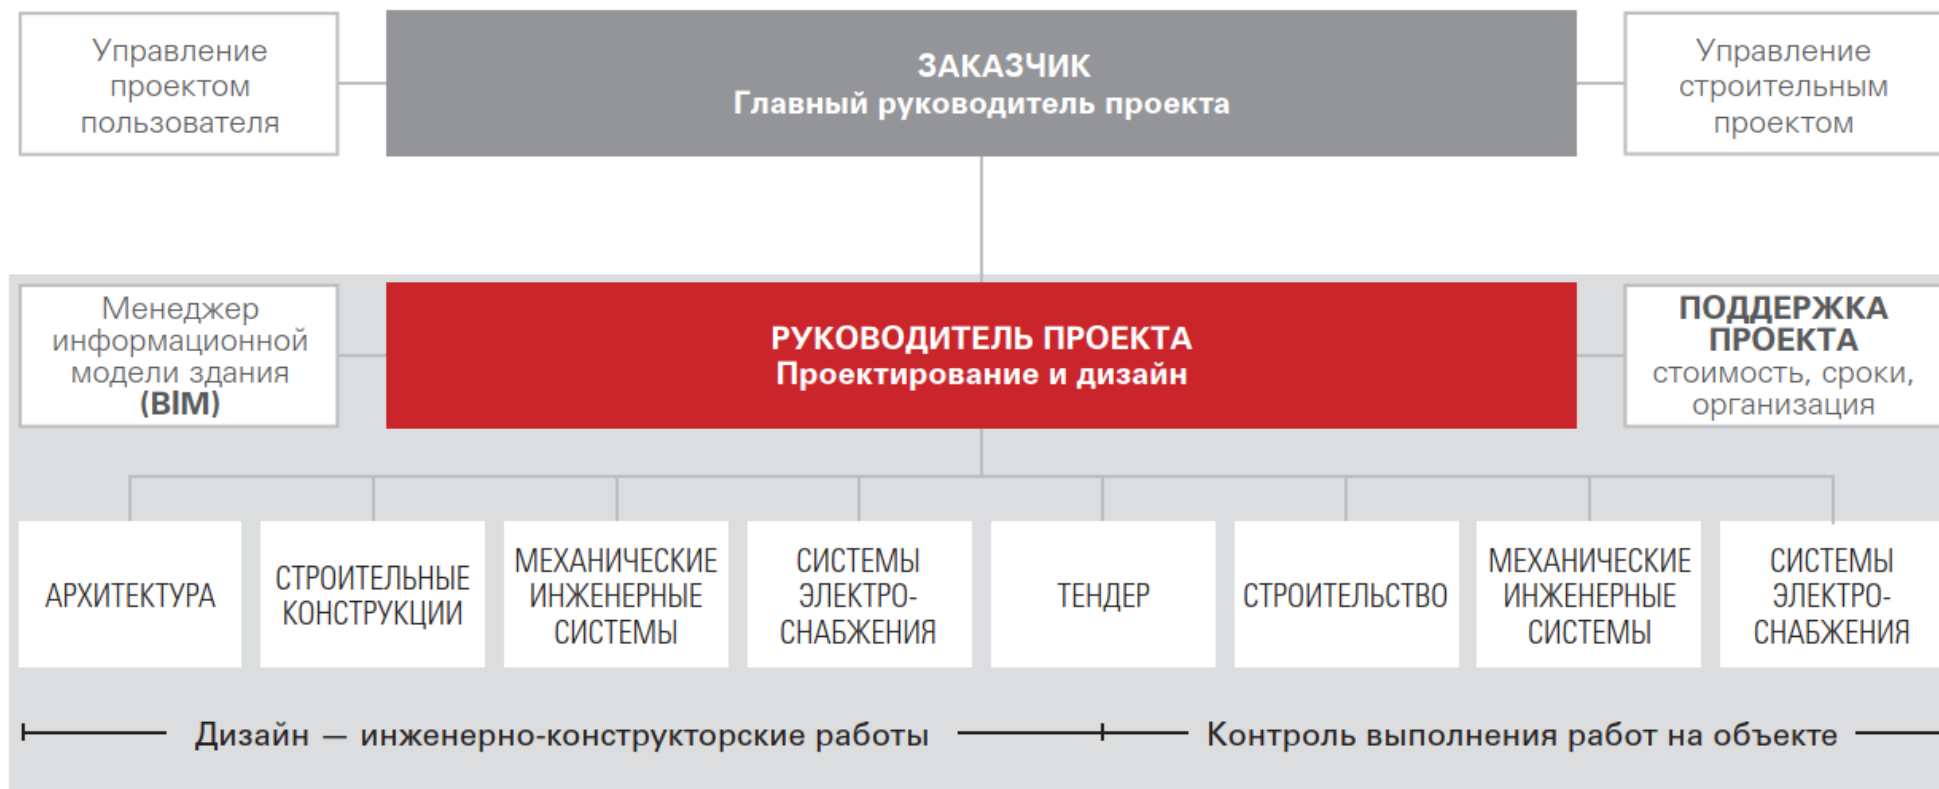 Управление
проектом
пользователя
ЗАКАЗЧИК
Главный руководитель проекта
Управление
строительным
проектом
Менеджер
информационной
модели здания
(BIM)
РУКОВОДИТЕЛЬ ПРОЕКТА
Проектирование и дизайн
ПОДДЕРЖКА
ПРОЕКТА
стоимость, сроки,
организация
АРХИТЕКТУРА
СТРОИТЕЛЬНЫЕ
КОНСТРУКЦИИ
МЕХАНИЧЕСКИЕ
ИНЖЕНЕРНЫЕ
СИСТЕМЫ
СИСТЕМЫ
ЭЛЕКТРО-
СНАБЖЕНИЯ
ТЕНДЕР
СТРОИТЕЛЬСТВО
МЕХАНИЧЕСКИЕ
ИНЖЕНЕРНЫЕ
СИСТЕМЫ
СИСТЕМЫ
ЭЛЕКТРО-
СНАБЖЕНИЯ
Дизайн — инженерно-конструкторские работы
Контроль выполнения работ на объекте